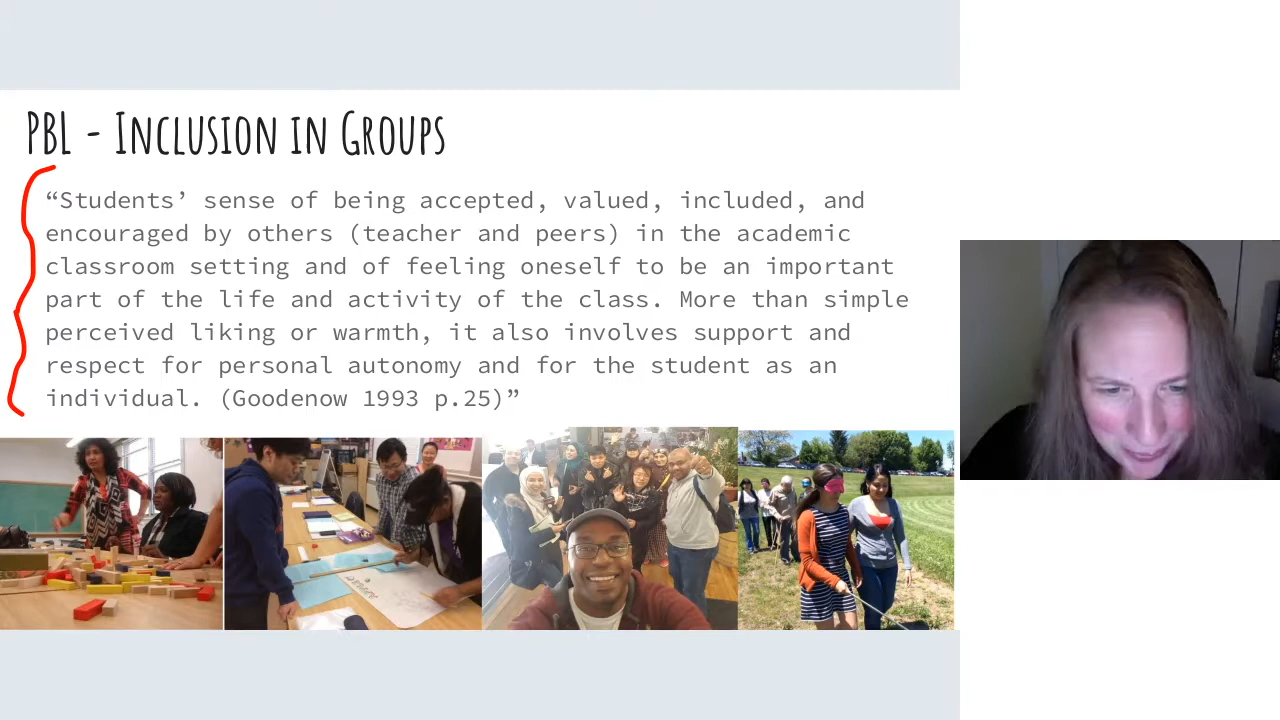 PBL - Inclusion in Groups
“Students’ sense of being accepted, valued, included, and
encouraged by others (teacher and peers) in the academic
classroom setting and of feeling oneself to be an important
part of the life and activity of the class. More than simple
perceived liking or warmth, it also involves support and
respect for personal autonomy and for the student as an
individual. (Goodenow 1993 p.25)”